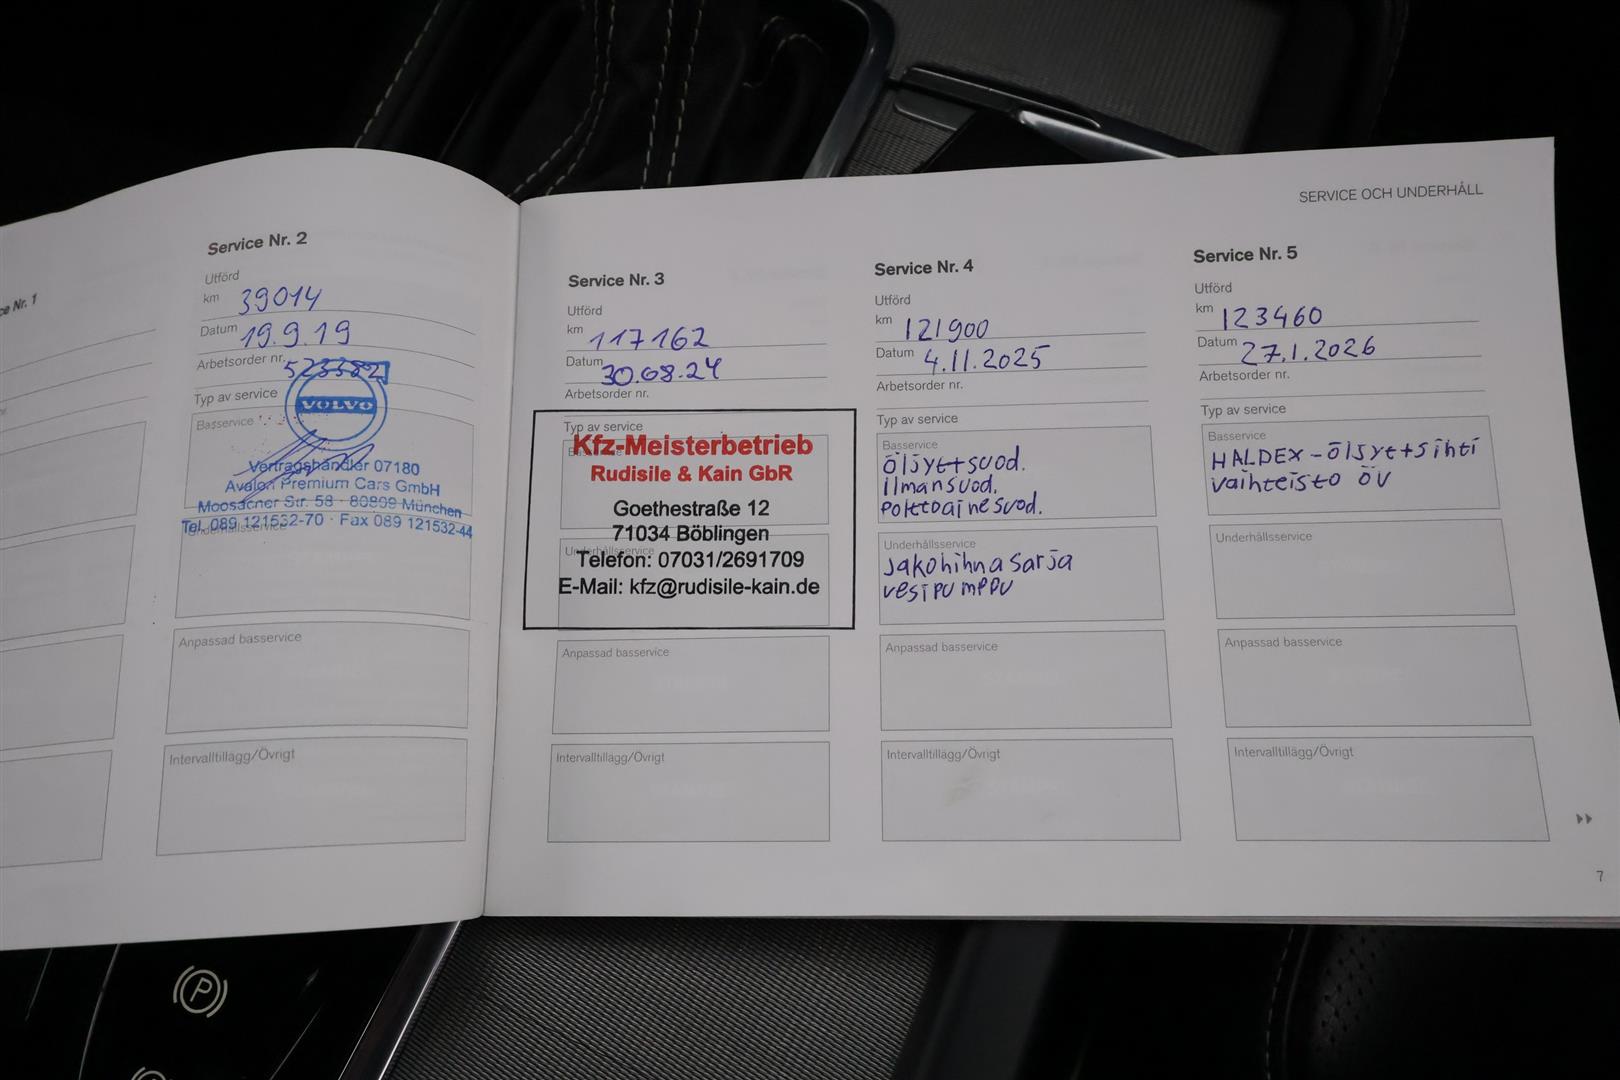 Nr. 1
Service Nr. 2
Utförd
km 39014
Datum 19.9.19
Arbetsorder nr. 523382
Typ av service
Basservice
VOLVO
Vertragshändler 07180
Avalon Premium Cars GmbH
Moosacher Str. 58 · 80809 München
Tel. 089 121532-70 · Fax 089 121532-44
Underhållsservice
Anpassad basservice
Intervalltillägg/Övrigt
SERVICE OCH UNDERHÅLL
Service Nr. 3
Utförd
km 117162
Datum 30.08.24
Arbetsorder nr.
Typ av service
Basservice
Kfz-Meisterbetrieb
Rudisile & Kain GbR
Goethestraße 12
71034 Böblingen
Underhållsservice
Telefon: 07031/2691709
E-Mail: kfz@rudisile-kain.de
Anpassad basservice
Intervalltillägg/Övrigt
Service Nr. 4
Utförd
km 121900
Datum 4.11.2025
Arbetsorder nr.
Typ av service
Basservice
öljyt+suod.
ilmansuod.
polttoainesuod.
Underhållsservice
Jakohihnasarja
vesipumppu
Anpassad basservice
Intervalltillägg/Övrigt
Service Nr. 5
Utförd
km 123460
Datum 27.1.2026
Arbetsorder nr.
Typ av service
Basservice
HALDEX-öljyt+sihti
vaihteisto öv
Underhållsservice
Anpassad basservice
Intervalltillägg/Övrigt
7
P